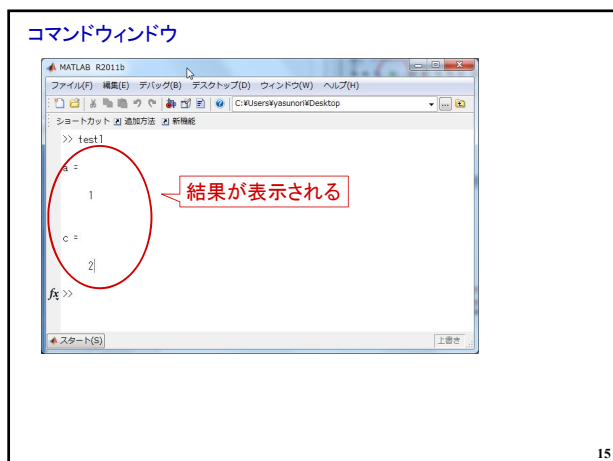 コマンドウィンドウ
MATLAB R2011b
ファイル(F) 編集(E) デバッグ(B) デスクトップ(D) ウィンドウ(W) ヘルプ(H)
C:¥Users¥yasunori¥Desktop
ショートカット 追加方法 新機能
>> test1
a =
1
結果が表示される
c =
2
fx >>
スタート(S)
上書き
15